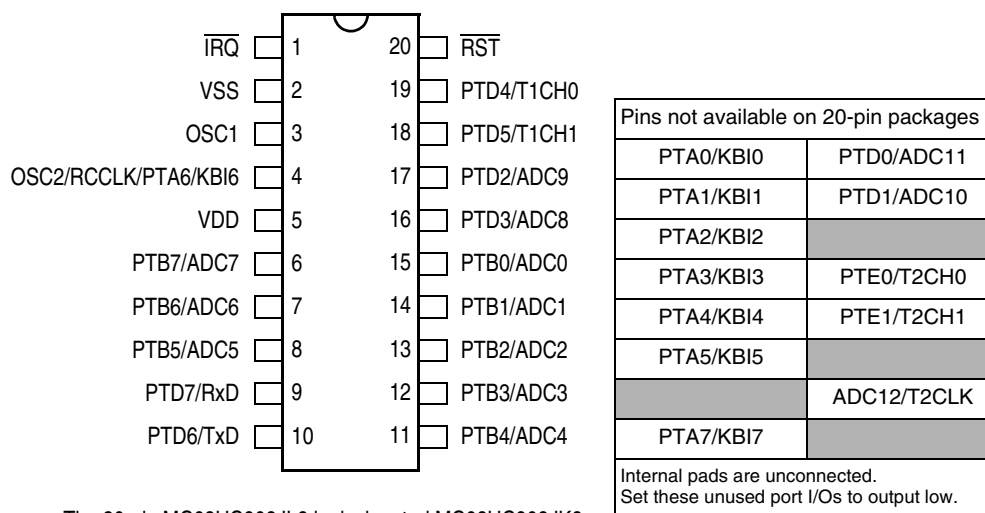 IRQ 1 20 RST
VSS 2 19 PTD4/T1CH0
OSC1 3 18 PTD5/T1CH1
OSC2/RCCLK/PTA6/KBI6 4 17 PTD2/ADC9
VDD 5 16 PTD3/ADC8
PTB7/ADC7 6 15 PTB0/ADC0
PTB6/ADC6 7 14 PTB1/ADC1
PTB5/ADC5 8 13 PTB2/ADC2
PTD7/RxD 9 12 PTB3/ADC3
PTD6/TxD 10 11 PTB4/ADC4
Pins not available on 20-pin packages
PTA0/KBI0 PTD0/ADC11
PTA1/KBI1 PTD1/ADC10
PTA2/KBI2
PTA3/KBI3 PTE0/T2CH0
PTA4/KBI4 PTE1/T2CH1
PTA5/KBI5
ADC12/T2CLK
PTA7/KBI7
Internal pads are unconnected.
Set these unused port I/Os to output low.